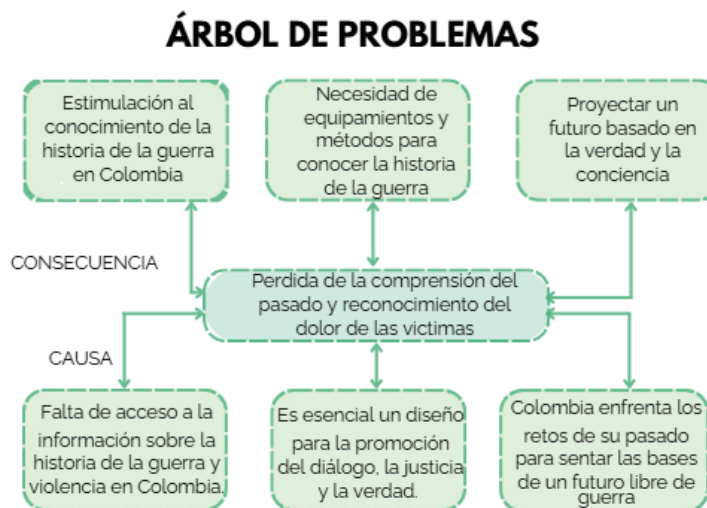 ÁRBOL DE PROBLEMAS
Estimulación al
conocimiento de la
historia de la guerra
en Colombia
Necesidad de
equipamientos y
métodos para
conocer la historia
de la guerra
Proyectar un
futuro basado en
la verdad y la
conciencia
CONSECUENCIA
Perdida de la comprensión del
pasado y reconocimiento del
dolor de las victimas
CAUSA
Falta de acceso a la
información sobre la
historia de la guerra y
violencia en Colombia.
Es esencial un diseño
para la promoción
del diálogo, la justicia
y la verdad.
Colombia enfrenta los
retos de su pasado
para sentar las bases
de un futuro libre de
guerra